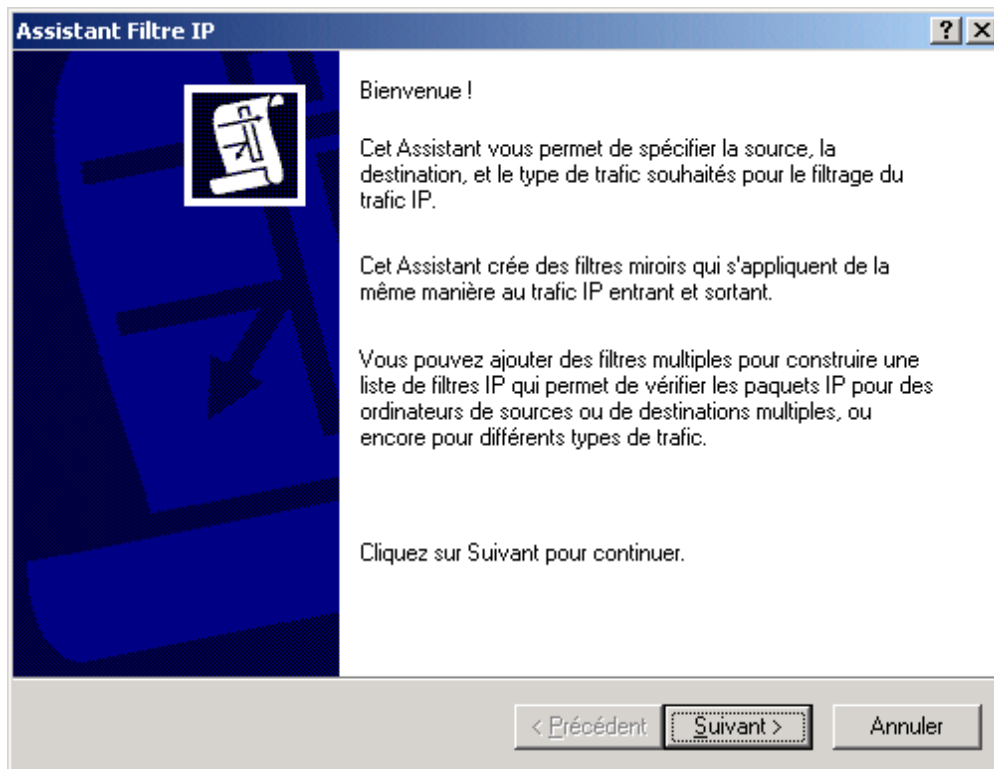 Assistant Filtre IP
Bienvenue !
Cet Assistant vous permet de spécifier la source, la
destination, et le type de trafic souhaités pour le filtrage du
trafic IP.
Cet Assistant crée des filtres miroirs qui s'appliquent de la
même manière au trafic IP entrant et sortant.
Vous pouvez ajouter des filtres multiples pour construire une
liste de filtres IP qui permet de vérifier les paquets IP pour des
ordinateurs de sources ou de destinations multiples, ou
encore pour différents types de trafic.
Cliquez sur Suivant pour continuer.
< Précédent Suivant > Annuler